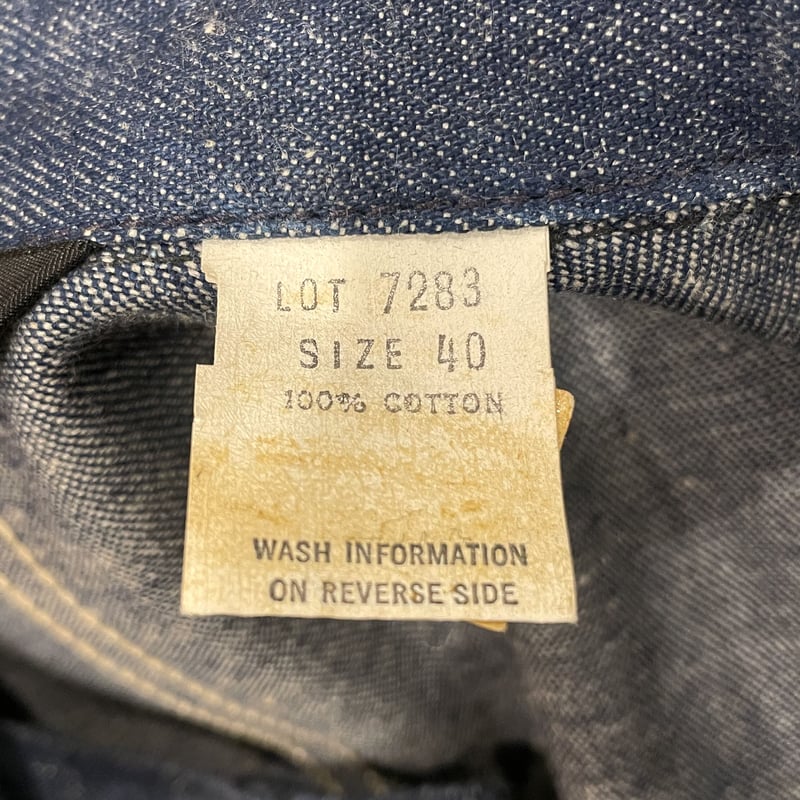 LOT 7283
SIZE 40
100% COTTON
WASH INFORMATION
ON REVERSE SIDE